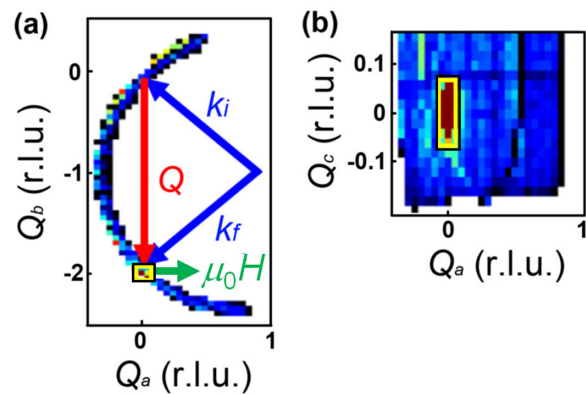 (a)
Q_b (r.l.u.)
0
-1
-2
k_i
Q
k_f
μ_0H
0
1
Q_a (r.l.u.)
(b)
Q_c (r.l.u.)
0.1
0
-0.1
0
1
Q_a (r.l.u.)